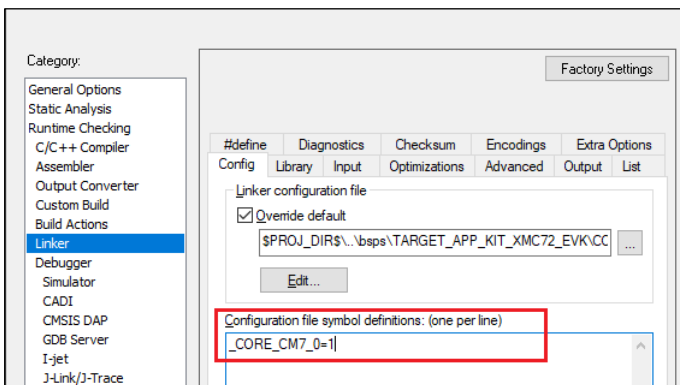 Category:
Factory Settings
General Options
Static Analysis
Runtime Checking
C/C++ Compiler
Assembler
Output Converter
Custom Build
Build Actions
Linker
Debugger
Simulator
CADI
CMSIS DAP
GDB Server
I-jet
J-Link/J-Trace
#define Diagnostics Checksum Encodings Extra Options
Config Library Input Optimizations Advanced Output List
Linker configuration file
Override default
$PROJ_DIR$\..\bsps\TARGET_APP_KIT_XMC72_EVK\CC ...
Edit...
Configuration file symbol definitions: (one per line)
_CORE_CM7_0=1